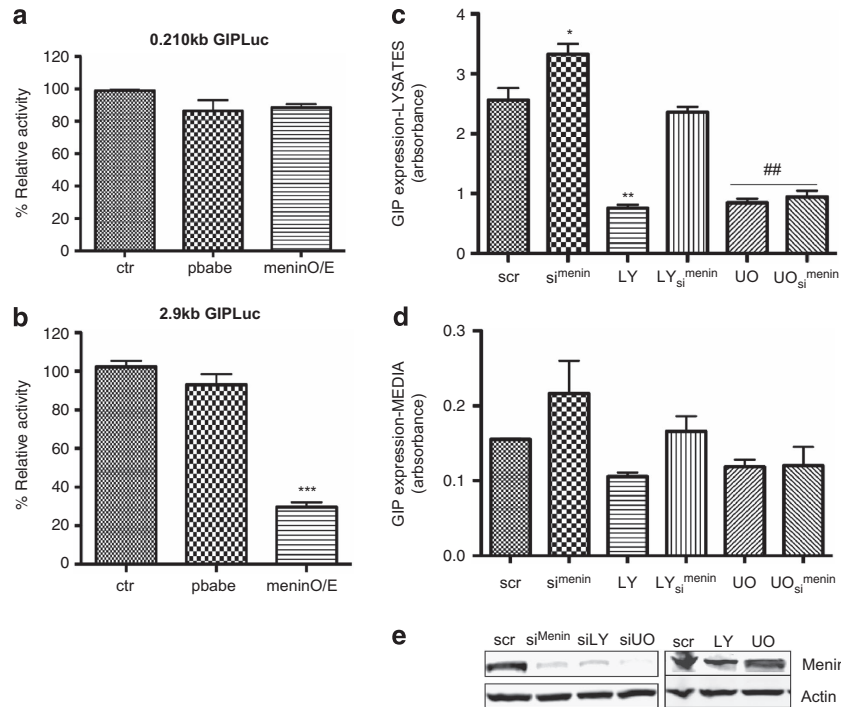 a
0.210kb GIPLuc
% Relative activity
120
100
80
60
40
20
0
ctr
pbabe
meninO/E
b
2.9kb GIPLuc
% Relative activity
120
100
80
60
40
20
0
***
ctr
pbabe
meninO/E
c
GIP expression-LYSATES
(arbsorbance)
4
3
2
1
0
*
**
##
scr
si^menin
LY
LY_si^menin
UO
UO_si^menin
d
GIP expression-MEDIA
(arbsorbance)
0.3
0.2
0.1
0.0
scr
si^menin
LY
LY_si^menin
UO
UO_si^menin
e
scr si^Menin siLY siUO
scr LY UO
Menin
Actin